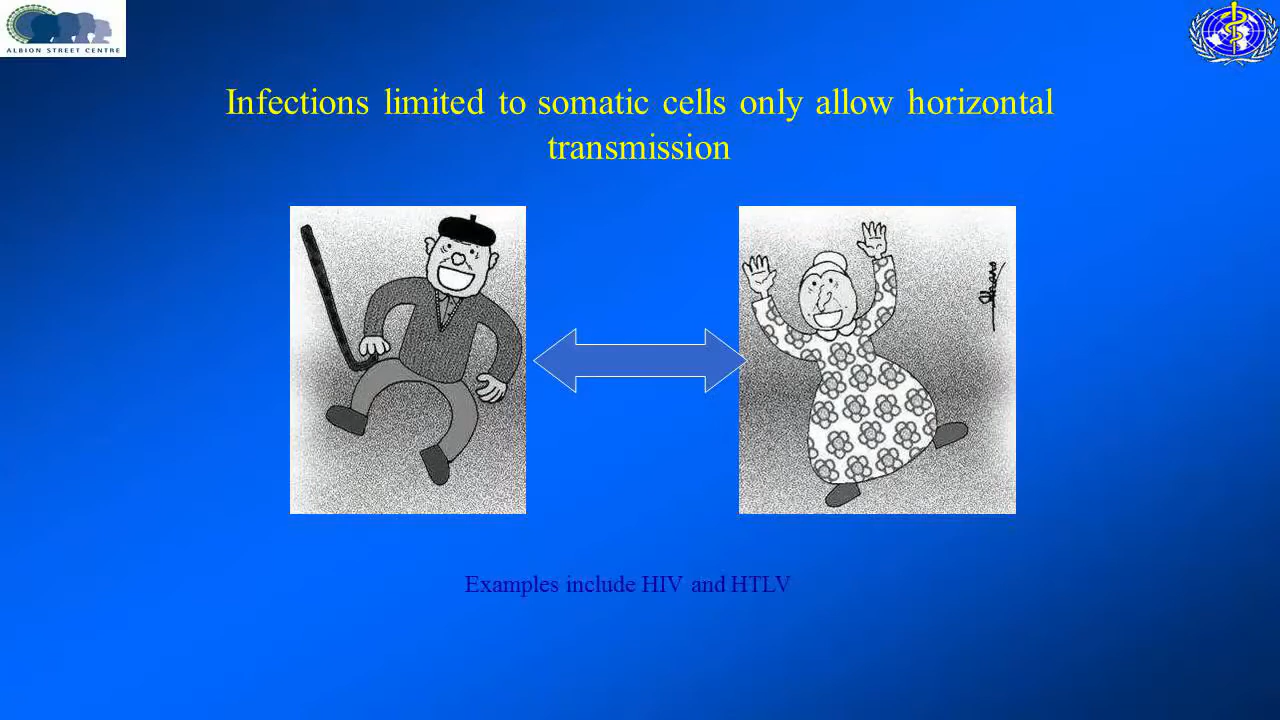 ALBION STREET CENTRE
Infections limited to somatic cells only allow horizontal
transmission
Examples include HIV and HTLV